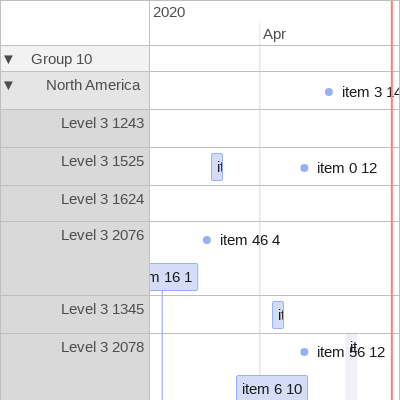 2020
Apr
▼ Group 10
▼ North America
item 3 14
Level 3 1243
Level 3 1525
it
item 0 12
Level 3 1624
Level 3 2076
item 46 4
m 16 1
Level 3 1345
it
Level 3 2078
item 56 12
it
item 6 10